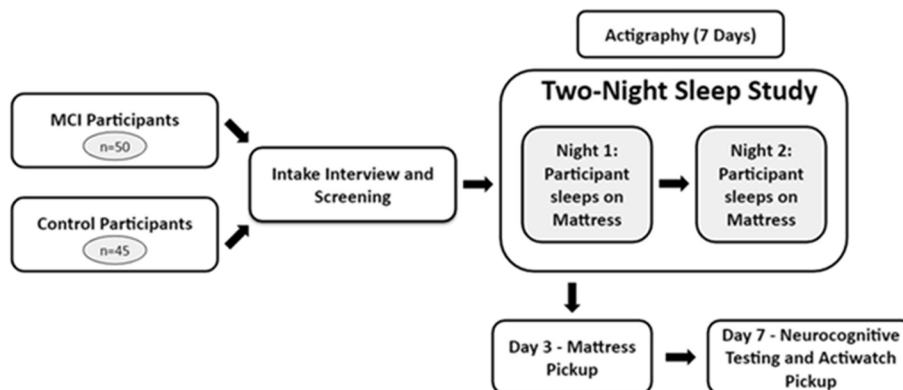 Actigraphy (7 Days)
Two-Night Sleep Study
MCI Participants
n=50
Control Participants
n=45
Intake Interview and
Screening
Night 1:
Participant
sleeps on
Mattress
Night 2:
Participant
sleeps on
Mattress
Day 3 - Mattress
Pickup
Day 7 - Neurocognitive
Testing and Actiwatch
Pickup